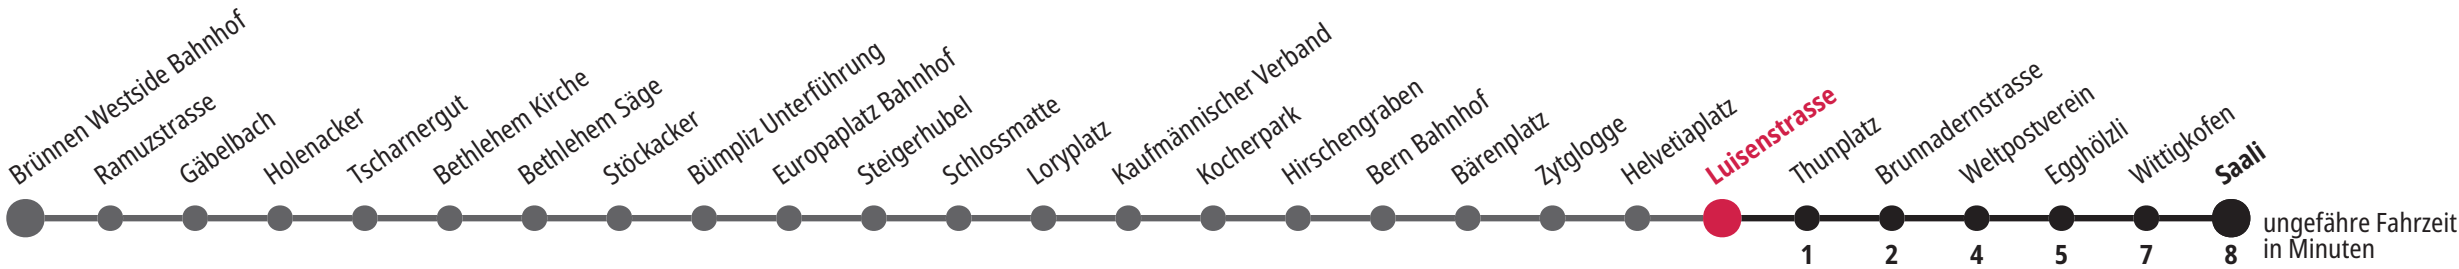 Brünnen Westside Bahnhof
Ramuzstrasse
Gäbelbach
Holenacker
Tscharnergut
Bethlehem Kirche
Bethlehem Säge
Stöckacker
Bümpliz Unterführung
Europaplatz Bahnhof
Steigerhubel
Schlossmatte
Loryplatz
Kaufmännischer Verband
Kocherpark
Hirschengraben
Bern Bahnhof
Bärenplatz
Zytglogge
Helvetiaplatz
Luisenstrasse
Thunplatz
Brunnadernstrasse
Weltpostverein
Egghölzli
Wittigkofen
Saali
1 2 4 5 7 8
ungefähre Fahrzeit
in Minuten